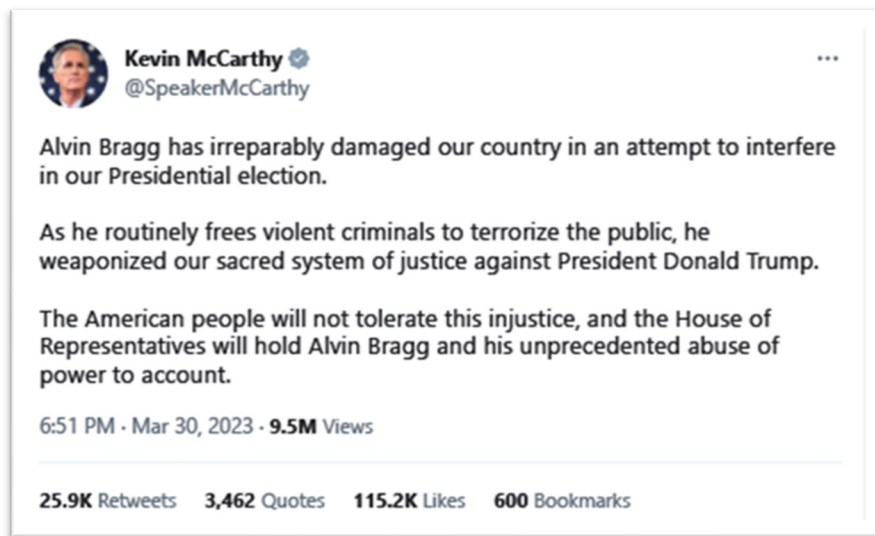 Kevin McCarthy
@SpeakerMcCarthy
Alvin Bragg has irreparably damaged our country in an attempt to interfere
in our Presidential election.
As he routinely frees violent criminals to terrorize the public, he
weaponized our sacred system of justice against President Donald Trump.
The American people will not tolerate this injustice, and the House of
Representatives will hold Alvin Bragg and his unprecedented abuse of
power to account.
6:51 PM · Mar 30, 2023 · 9.5M Views
25.9K Retweets 3,462 Quotes 115.2K Likes 600 Bookmarks